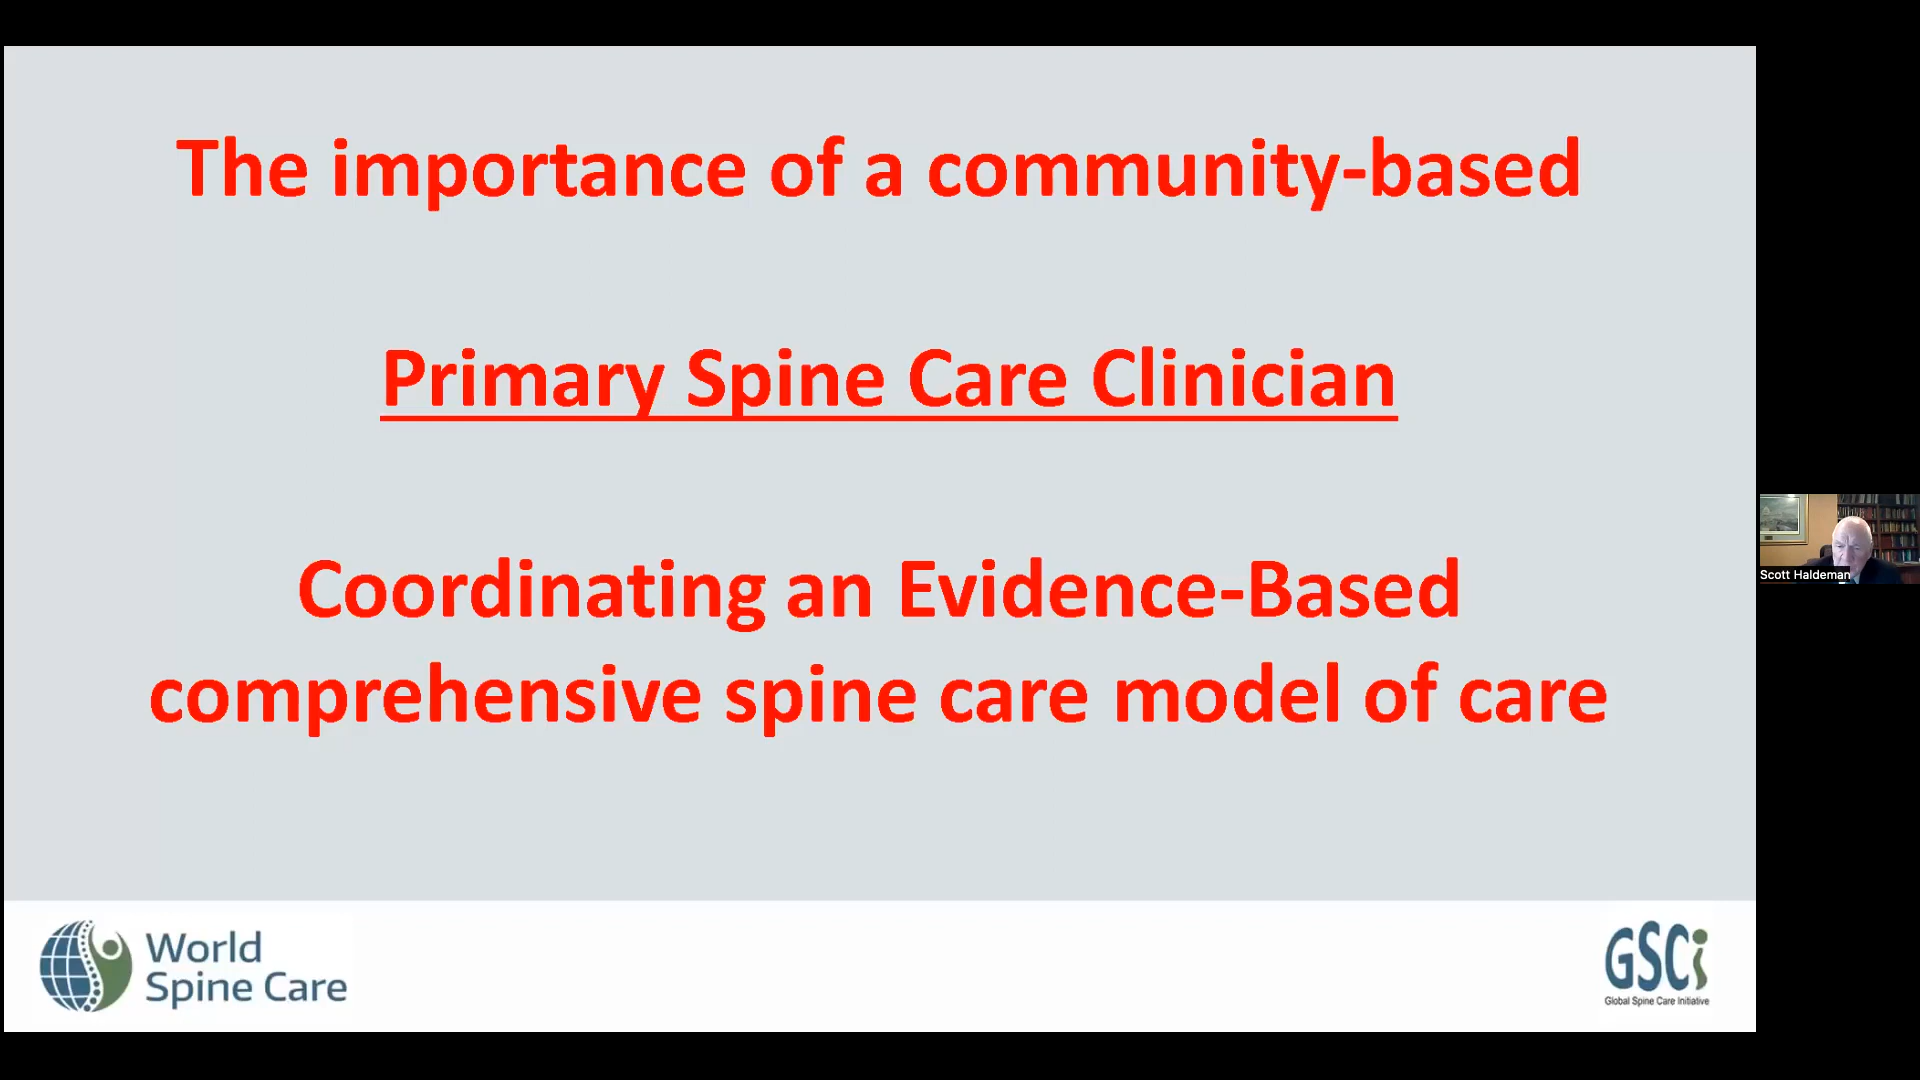 The importance of a community-based
Primary Spine Care Clinician
Coordinating an Evidence-Based
comprehensive spine care model of care
Scott Haldeman
World
Spine Care
GSCi
Global Spine Care Initiative